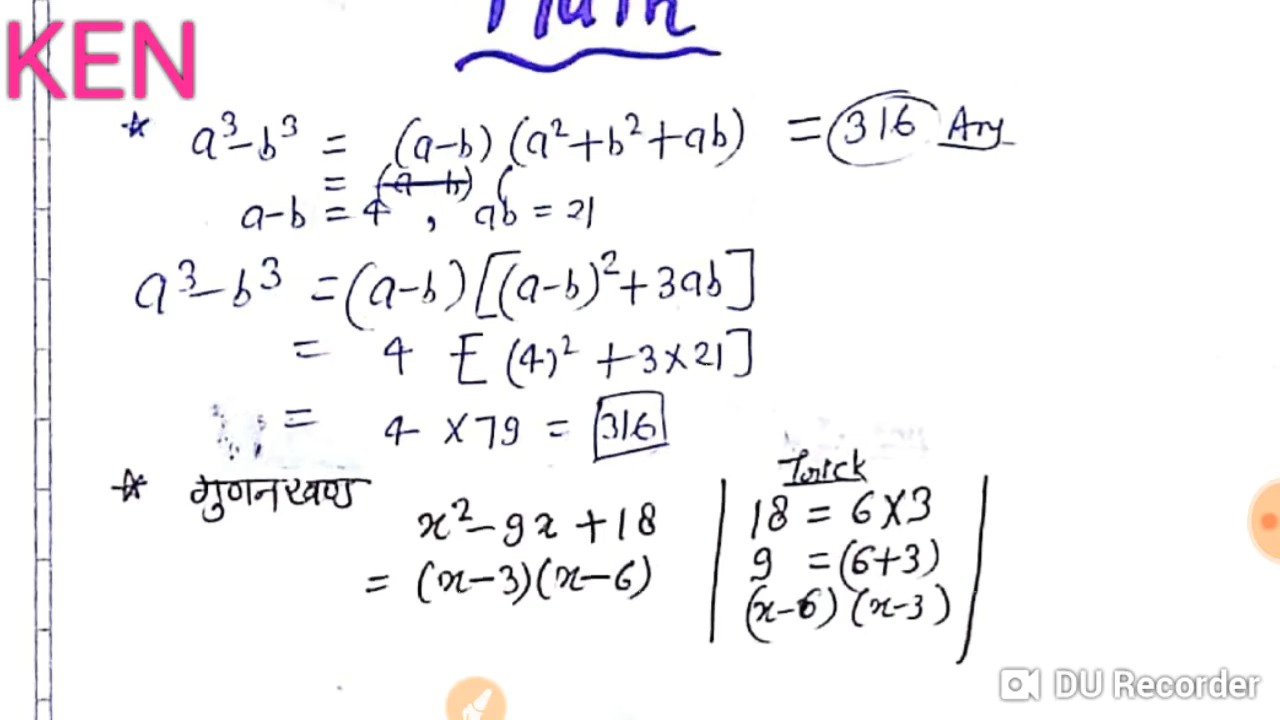 Math
KEN
* a³-b³ = (a-b) (a²+b²+ab) = 316 Ans
= (a-b) (
a-b = 4 , ab = 21
a³-b³ = (a-b) [(a-b)²+3ab]
= 4 [(4)² + 3×21]
= 4 ×79 = 316
* गुणनखण्ड
x²-9x+18
= (x-3)(x-6)
Trick
18 = 6×3
9 = (6+3)
(x-6) (x-3)
DU Recorder